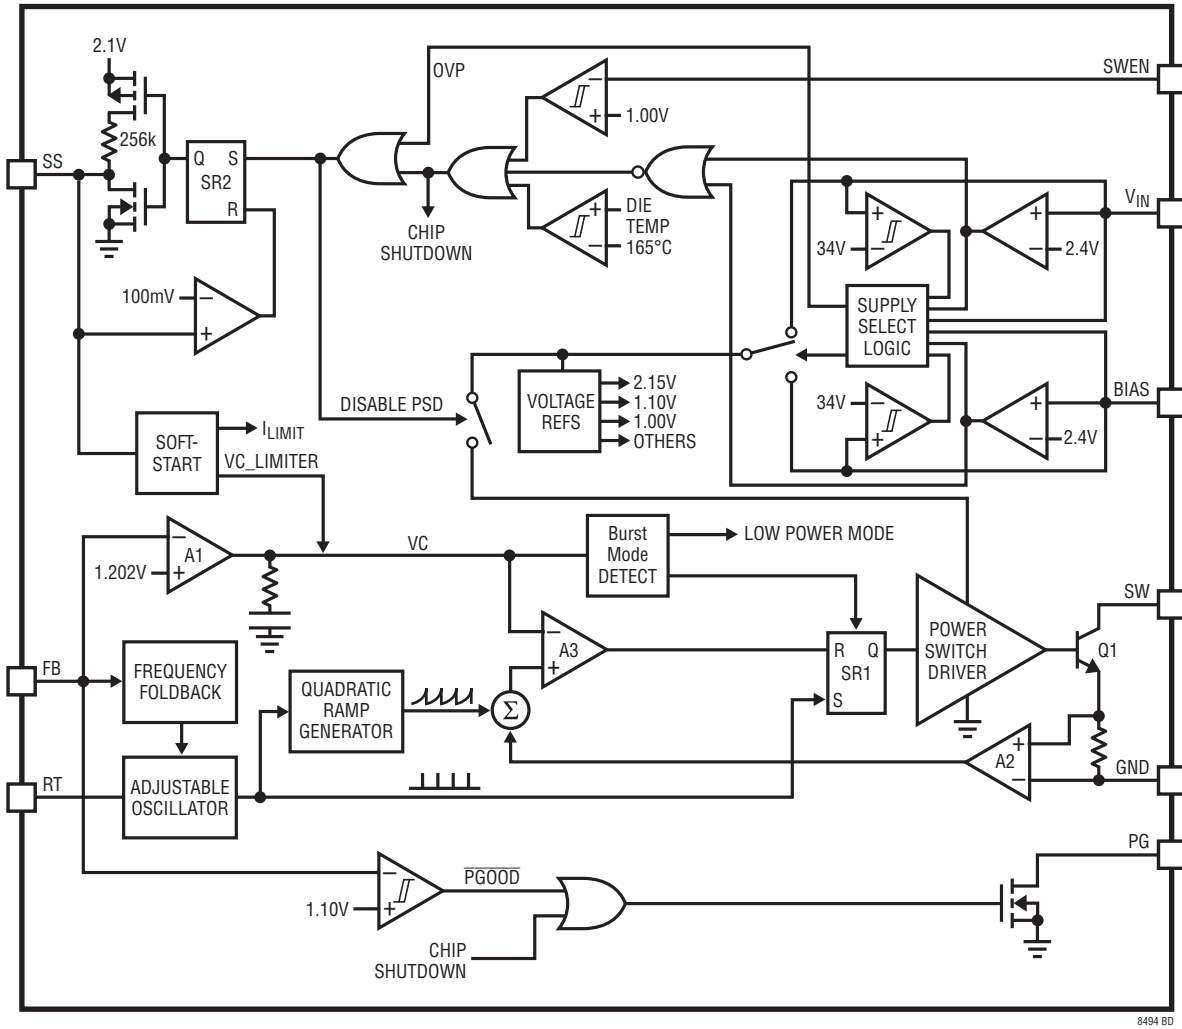 2.1V
OVP
SWEN
1.00V
256k
SS
Q S
SR2
R
DIE
TEMP
165°C
CHIP
SHUTDOWN
VIN
34V
2.4V
100mV
SUPPLY
SELECT
LOGIC
2.15V
1.10V
1.00V
OTHERS
VOLTAGE
REFS
DISABLE PSD
34V
BIAS
2.4V
SOFT-
START
ILIMIT
VC_LIMITER
A1
1.202V
VC
Burst
Mode
DETECT
LOW POWER MODE
SW
A3
R Q
SR1
S
POWER
SWITCH
DRIVER
Q1
FB
FREQUENCY
FOLDBACK
QUADRATIC
RAMP
GENERATOR
Σ
A2
RT
ADJUSTABLE
OSCILLATOR
GND
PG
PGOOD
1.10V
CHIP
SHUTDOWN
8494 BD